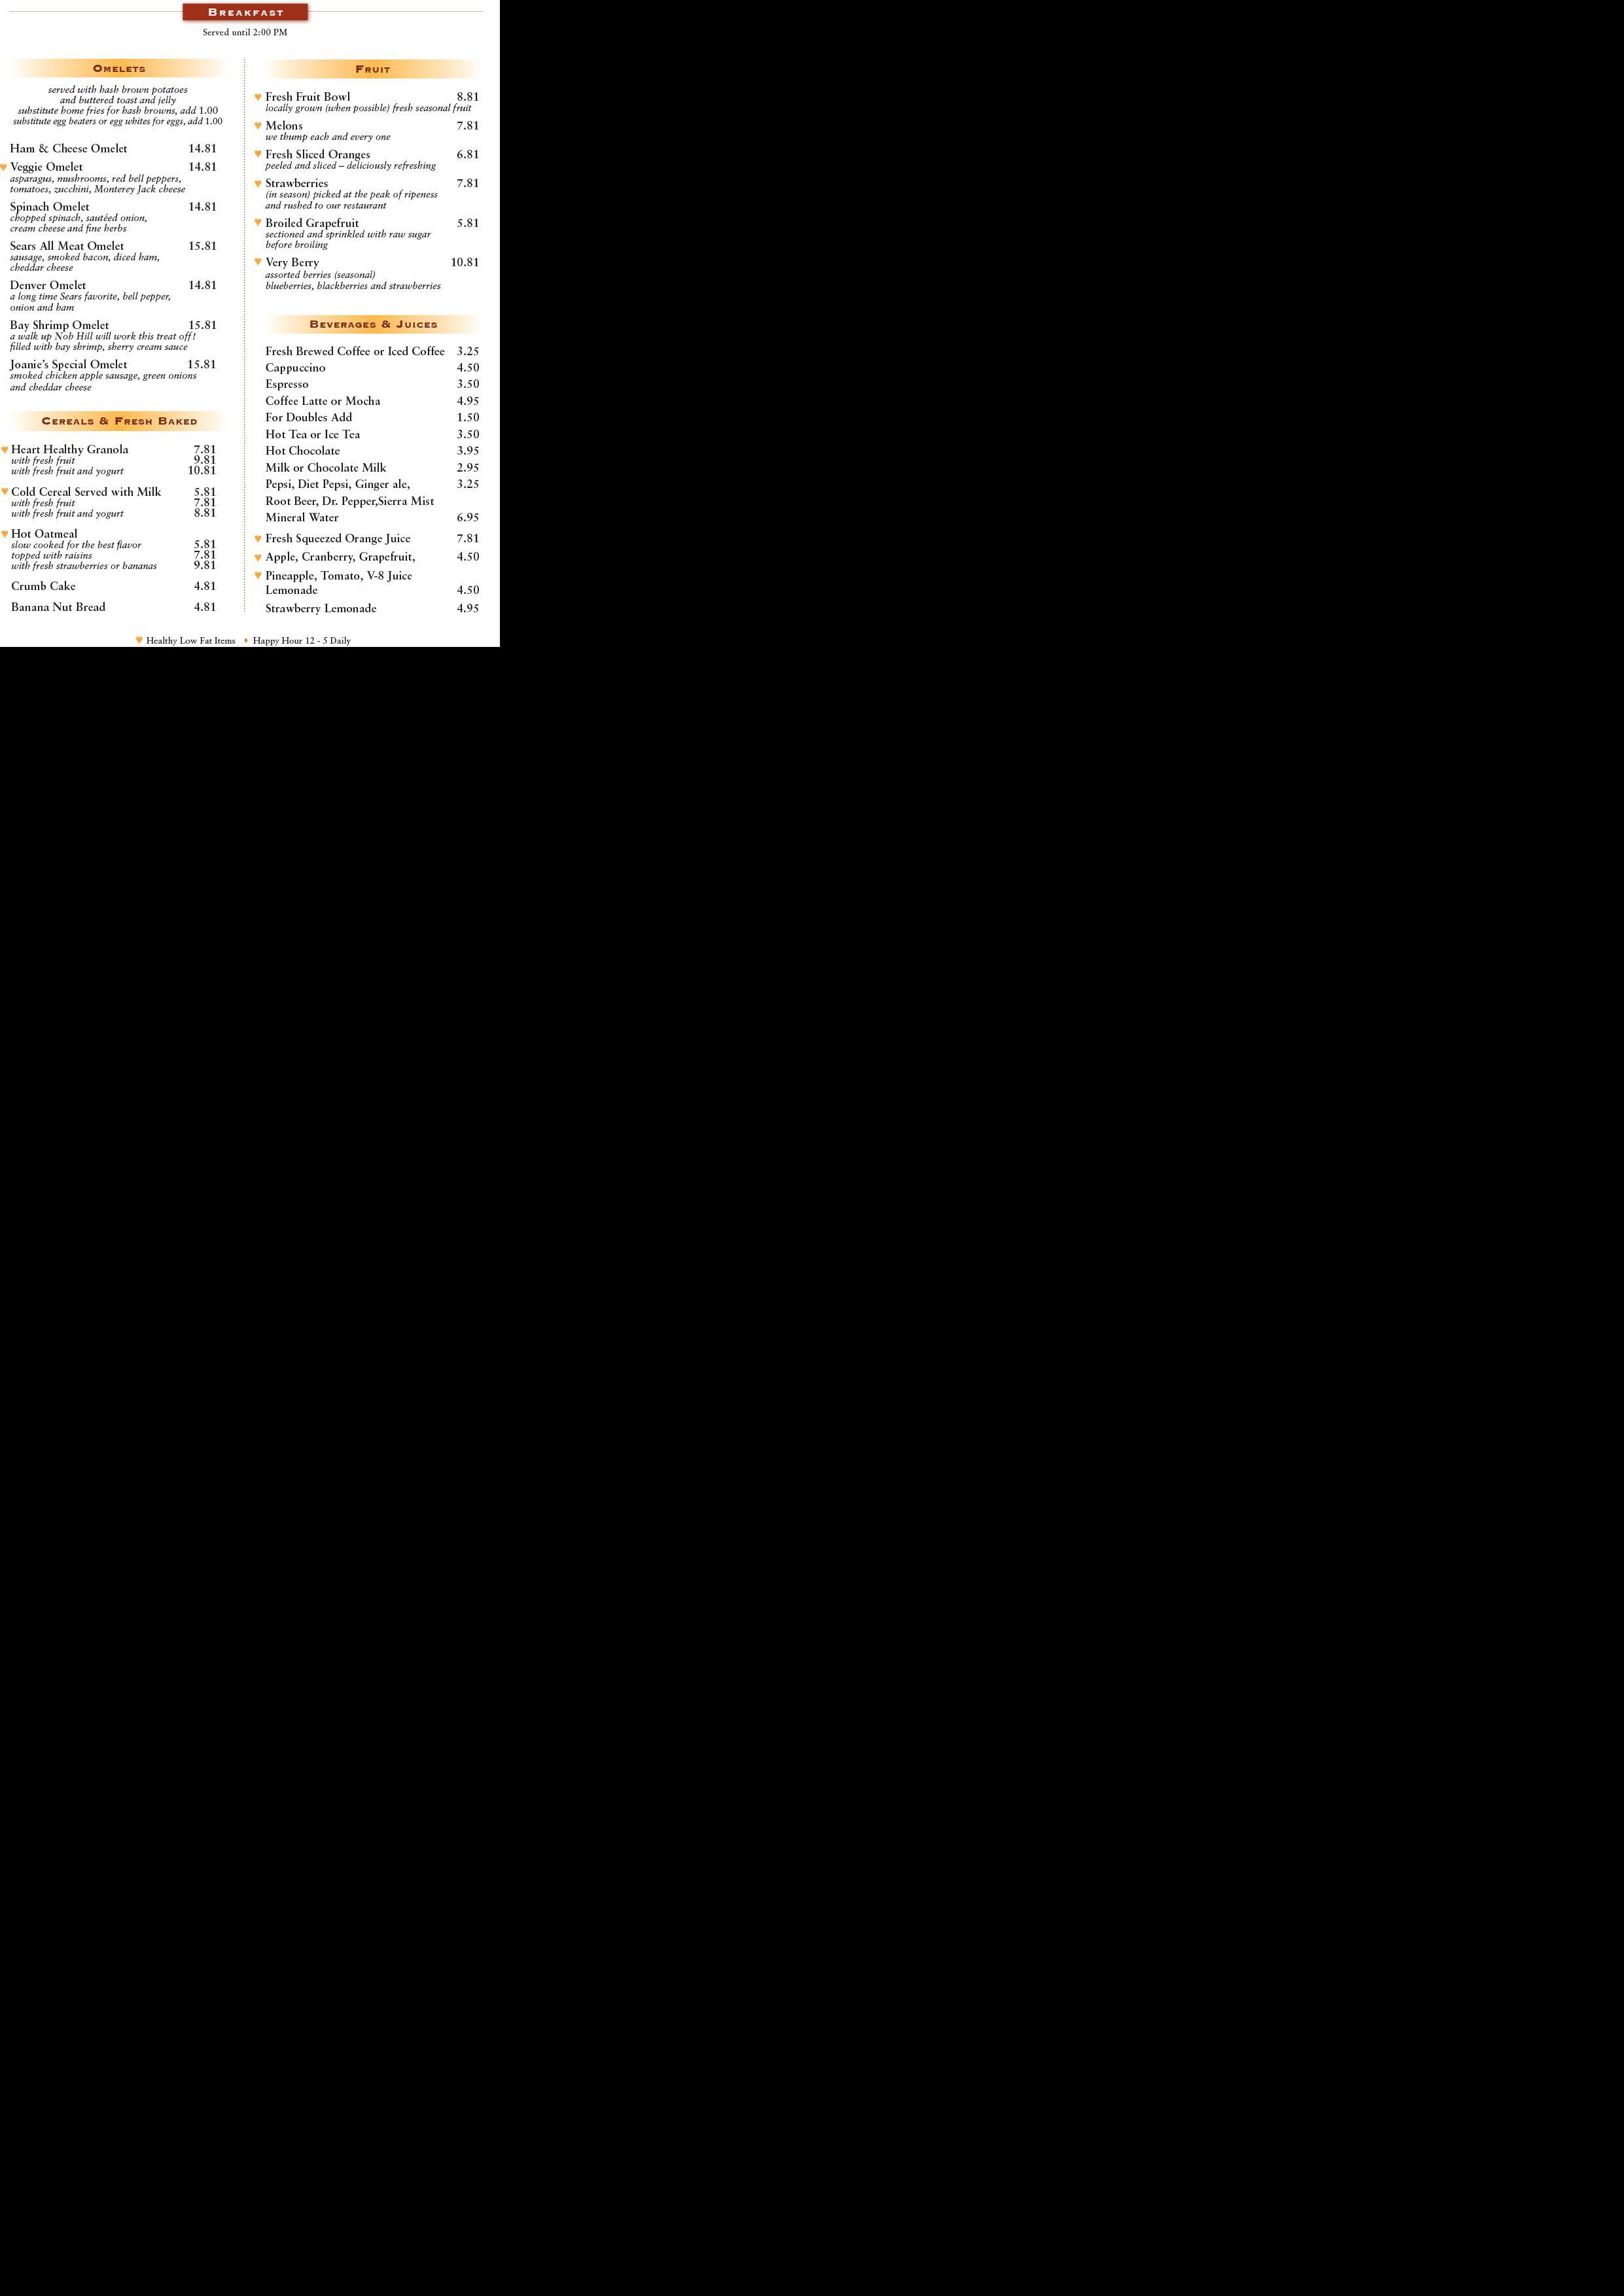 BREAKFAST
Served until 2:00 PM
OMELETS
served with hash brown potatoes
and buttered toast and jelly
substitute home fries for hash browns, add 1.00
substitute egg beaters or egg whites for eggs, add 1.00
Ham & Cheese Omelet 14.81
♥ Veggie Omelet 14.81
asparagus, mushrooms, red bell peppers,
tomatoes, zucchini, Monterey Jack cheese
Spinach Omelet 14.81
chopped spinach, sautéed onion,
cream cheese and fine herbs
Sears All Meat Omelet 15.81
sausage, smoked bacon, diced ham,
cheddar cheese
Denver Omelet 14.81
a long time Sears favorite, bell pepper,
onion and ham
Bay Shrimp Omelet 15.81
a walk up Nob Hill will work this treat off!
filled with bay shrimp, sherry cream sauce
Joanie's Special Omelet 15.81
smoked chicken apple sausage, green onions
and cheddar cheese
CEREALS & FRESH BAKED
♥ Heart Healthy Granola 7.81
with fresh fruit 9.81
with fresh fruit and yogurt 10.81
♥ Cold Cereal Served with Milk 5.81
with fresh fruit 7.81
with fresh fruit and yogurt 8.81
♥ Hot Oatmeal
slow cooked for the best flavor 5.81
topped with raisins 7.81
with fresh strawberries or bananas 9.81
Crumb Cake 4.81
Banana Nut Bread 4.81
FRUIT
♥ Fresh Fruit Bowl 8.81
locally grown (when possible) fresh seasonal fruit
♥ Melons 7.81
we thump each and every one
♥ Fresh Sliced Oranges 6.81
peeled and sliced – deliciously refreshing
♥ Strawberries 7.81
(in season) picked at the peak of ripeness
and rushed to our restaurant
♥ Broiled Grapefruit 5.81
sectioned and sprinkled with raw sugar
before broiling
♥ Very Berry 10.81
assorted berries (seasonal)
blueberries, blackberries and strawberries
BEVERAGES & JUICES
Fresh Brewed Coffee or Iced Coffee 3.25
Cappuccino 4.50
Espresso 3.50
Coffee Latte or Mocha 4.95
For Doubles Add 1.50
Hot Tea or Ice Tea 3.50
Hot Chocolate 3.95
Milk or Chocolate Milk 2.95
Pepsi, Diet Pepsi, Ginger ale, 3.25
Root Beer, Dr. Pepper,Sierra Mist
Mineral Water 6.95
♥ Fresh Squeezed Orange Juice 7.81
♥ Apple, Cranberry, Grapefruit, 4.50
♥ Pineapple, Tomato, V-8 Juice
Lemonade 4.50
Strawberry Lemonade 4.95
♥ Healthy Low Fat Items ♦ Happy Hour 12 - 5 Daily